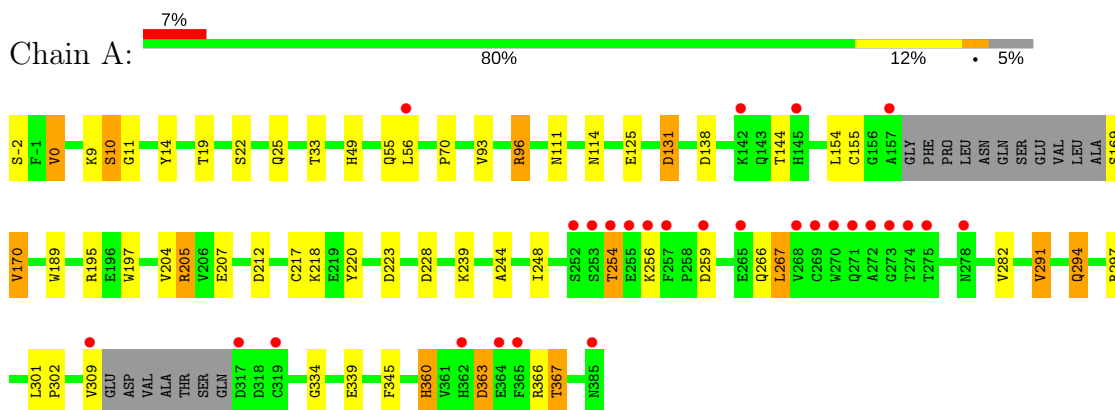 7%
Chain A:
80% 12% • 5%
S-2 F-1 V0 K9 S10 G11 Y14 T19 S22 Q25 T33 H49 Q55 L56 P70 V93 R96 N111 N114 E125 D131 D138 K142 Q143 T144 H145 L154 C155 G156 A157 GLY PHE PRO LEU ASN GLN SER GLU VAL LEU ALA S169
V170 W189 R195 E196 W197 V204 R205 V206 E207 D212 C217 K218 E219 Y220 D223 D228 K239 A244 I248 S252 S253 T254 E255 K256 F257 P258 D259 E265 Q266 L267 V268 C269 W270 Q271 A272 G273 T274 T275 N278 V282 V291 Q294
L301 P302 V309 GLU ASP VAL ALA THR SER GLN D317 D318 C319 G334 E339 F345 H360 V361 H362 D363 E364 F365 R366 T367 N385